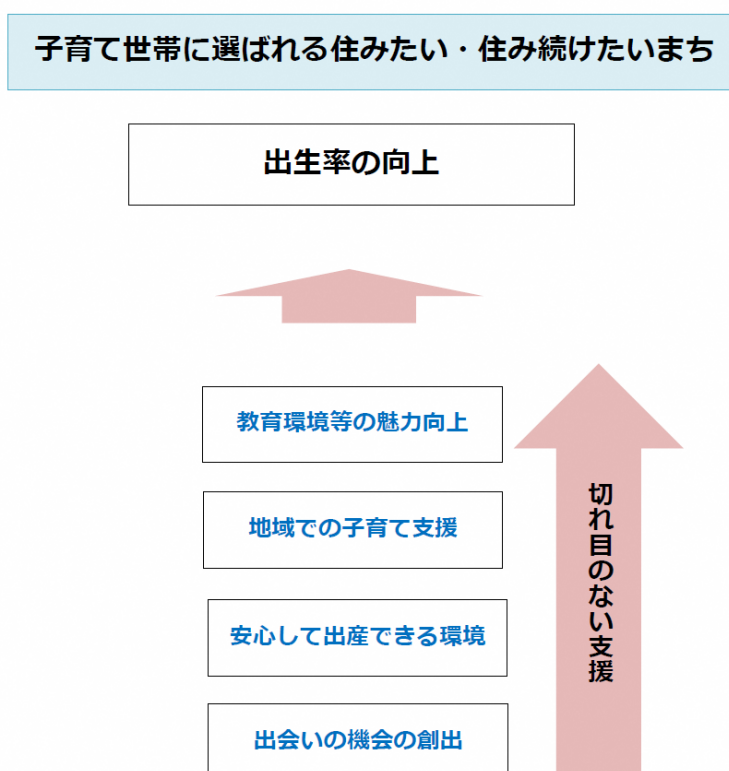 子育て世帯に選ばれる住みたい・住み続けたいまち
出生率の向上
教育環境等の魅力向上
地域での子育て支援
安心して出産できる環境
出会いの機会の創出
切れ目のない支援